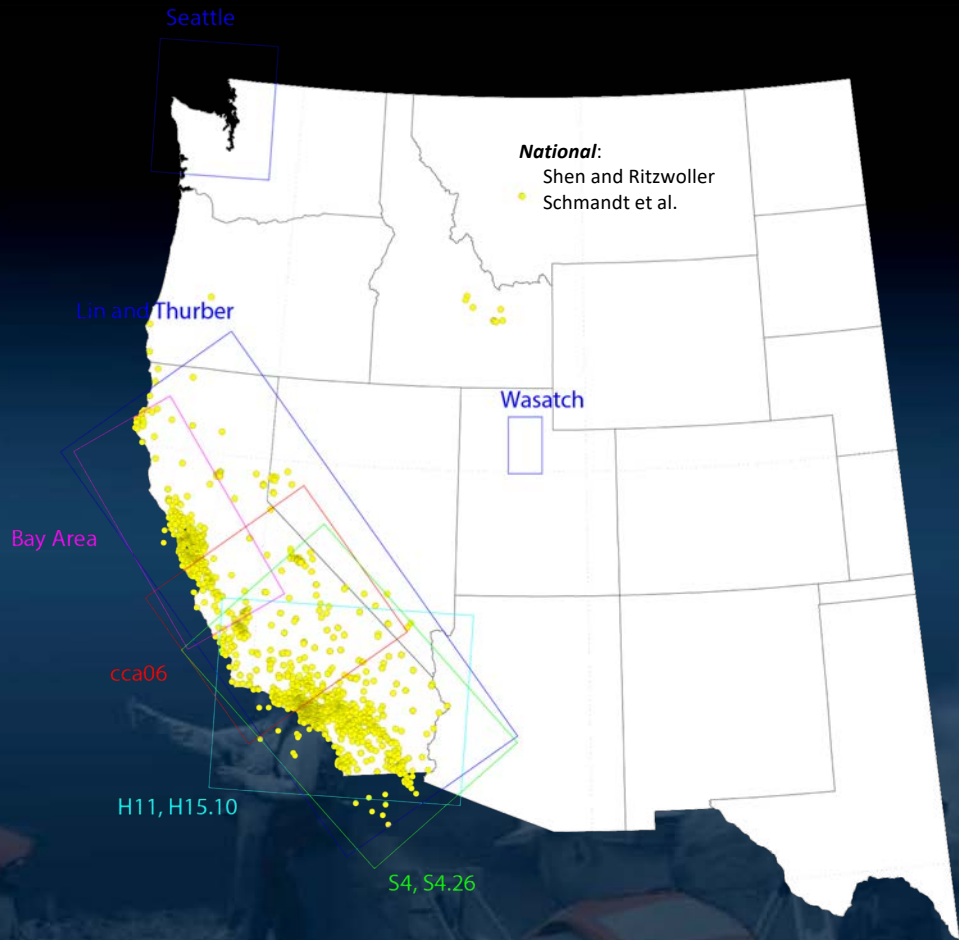 Seattle
National:
Shen and Ritzwoller
Schmandt et al.
Lin and Thurber
Wasatch
Bay Area
cca06
H11, H15.10
S4, S4.26